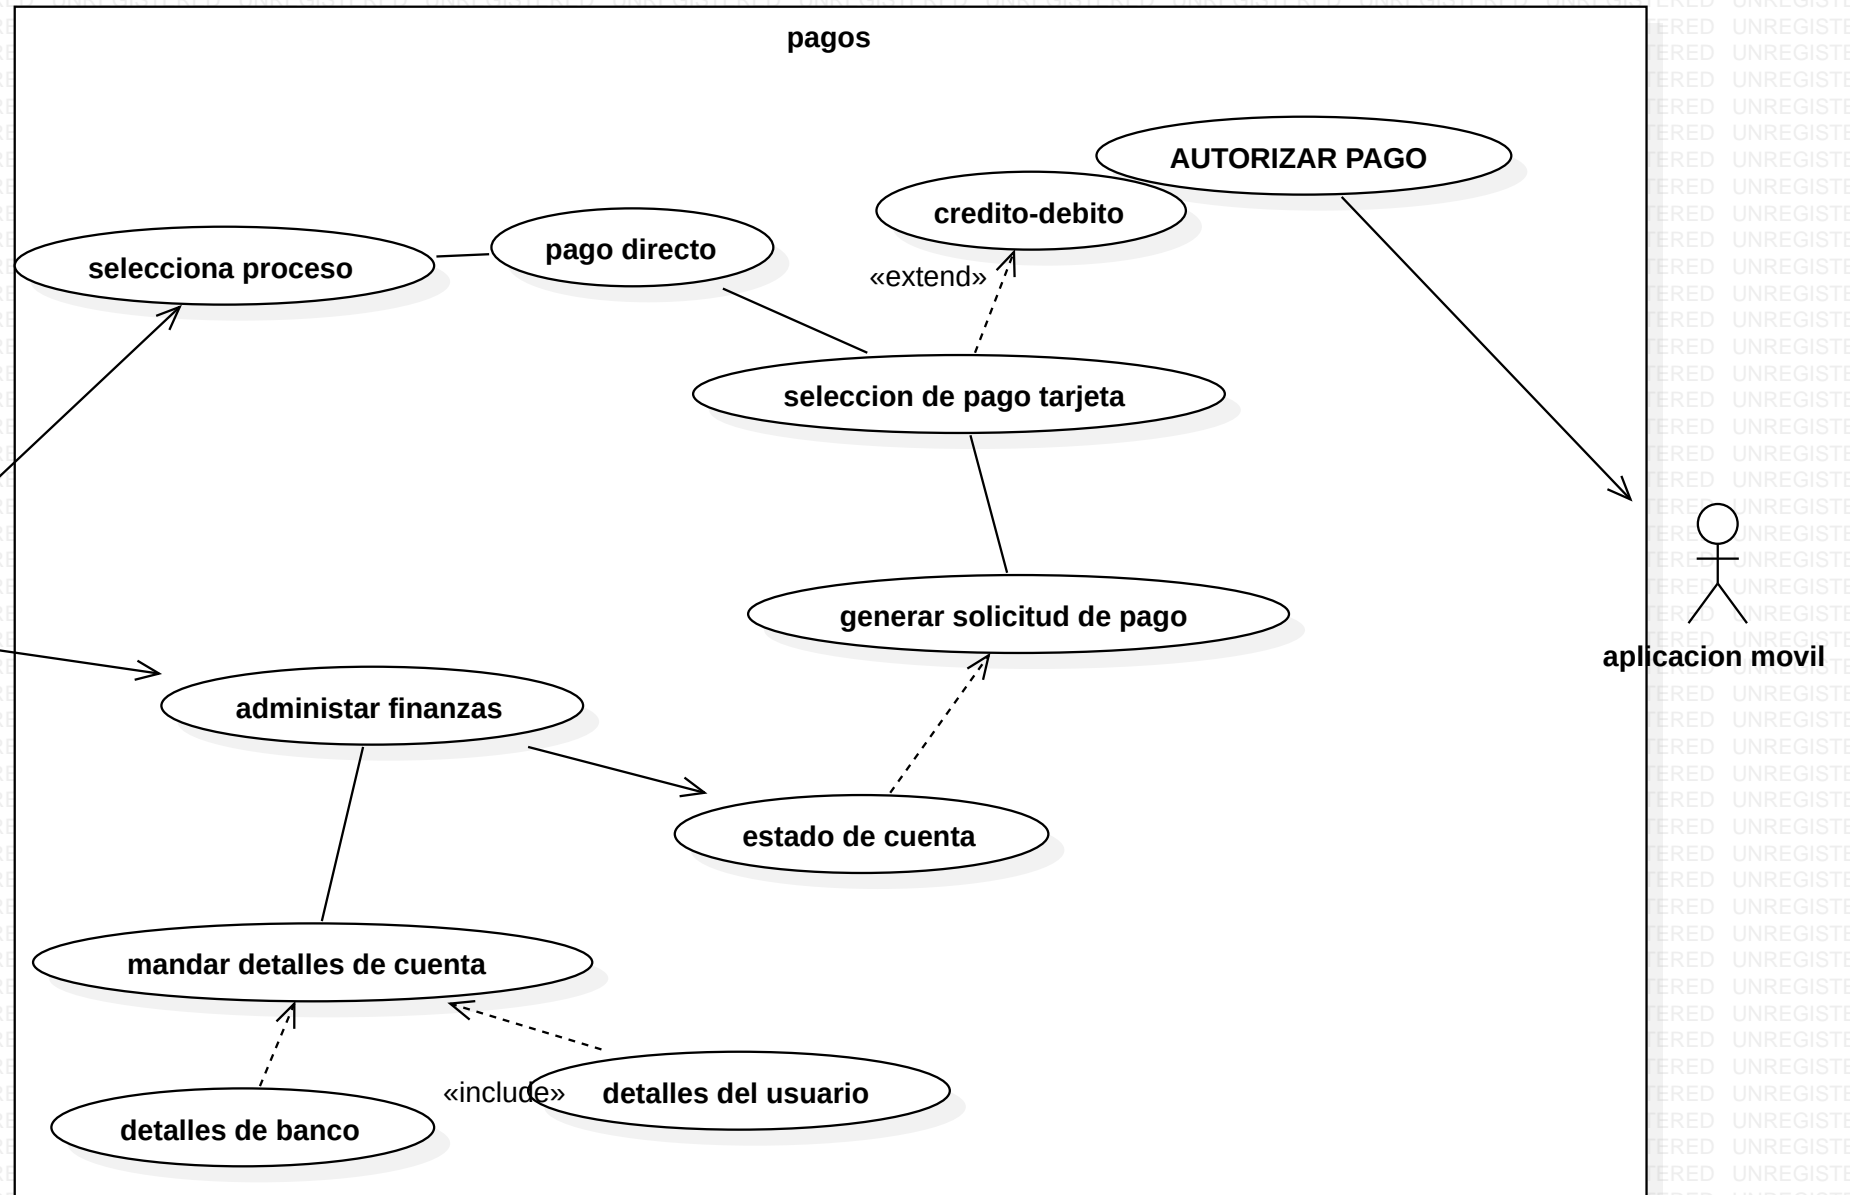 pagos
AUTORIZAR PAGO
credito-debito
pago directo
selecciona proceso
«extend»
seleccion de pago tarjeta
generar solicitud de pago
aplicacion movil
administar finanzas
estado de cuenta
mandar detalles de cuenta
«include»
detalles del usuario
detalles de banco
UNREGISTERED